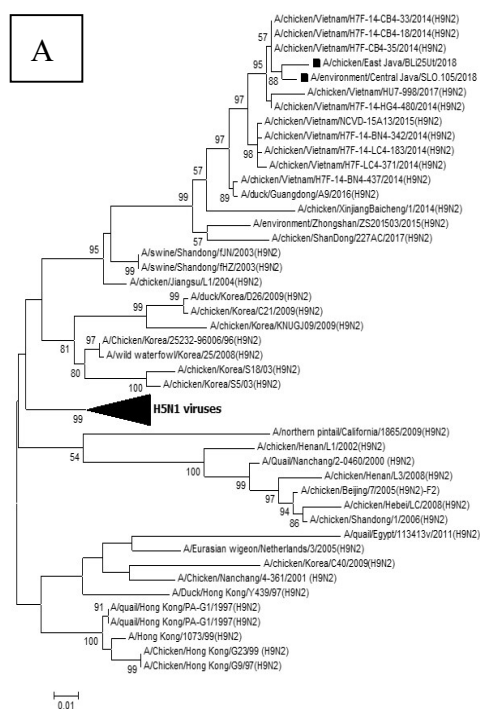 A
57
A/chicken/Vietnam/H7F-14-CB4-33/2014(H9N2)
A/chicken/Vietnam/H7F-14-CB4-18/2014(H9N2)
A/chicken/Vietnam/H7F-CB4-35/2014(H9N2)
95
A/chicken/East Java/BLi25Ut/2018
88
A/environment/Central Java/SLO.105/2018
A/chicken/Vietnam/HU7-998/2017(H9N2)
97
A/chicken/Vietnam/H7F-14-HG4-480/2014(H9N2)
A/chicken/Vietnam/NCVD-15A13/2015(H9N2)
97
A/chicken/Vietnam/H7F-14-BN4-342/2014(H9N2)
98
A/chicken/Vietnam/H7F-14-LC4-183/2014(H9N2)
A/chicken/Vietnam/H7F-LC4-371/2014(H9N2)
57
A/chicken/Vietnam/H7F-14-BN4-437/2014(H9N2)
89
A/duck/Guangdong/A9/2016(H9N2)
99
A/chicken/XinjiangBaicheng/1/2014(H9N2)
A/environment/Zhongshan/ZS201503/2015(H9N2)
57
A/chicken/ShanDong/227AC/2017(H9N2)
95
A/swine/Shandong/fJN/2003(H9N2)
99
A/swine/Shandong/fHZ/2003(H9N2)
A/chicken/Jiangsu/L1/2004(H9N2)
99
A/duck/Korea/D26/2009(H9N2)
A/chicken/Korea/C21/2009(H9N2)
A/chicken/Korea/KNUGJ09/2009(H9N2)
81
97
A/Chicken/Korea/25232-96006/96(H9N2)
A/wild waterfowl/Korea/25/2008(H9N2)
80
A/chicken/Korea/S18/03(H9N2)
100
A/chicken/Korea/S5/03(H9N2)
H5N1 viruses
99
A/northern pintail/California/1865/2009(H9N2)
54
A/chicken/Henan/L1/2002(H9N2)
100
A/Quail/Nanchang/2-0460/2000 (H9N2)
99
A/chicken/Henan/L3/2008(H9N2)
97
A/chicken/Beijing/7/2005(H9N2)-F2)
94
A/chicken/Hebei/LC/2008(H9N2)
86
A/chicken/Shandong/1/2006(H9N2)
A/quail/Egypt/113413v/2011(H9N2)
A/Eurasian wigeon/Netherlands/3/2005(H9N2)
A/chicken/Korea/C40/2009(H9N2)
A/Chicken/Nanchang/4-361/2001 (H9N2)
A/Duck/Hong Kong/Y439/97(H9N2)
91
A/quail/Hong Kong/PA-G1/1997(H9N2)
A/quail/Hong Kong/PA-G1/1997(H9N2)
100
A/Hong Kong/1073/99(H9N2)
A/Chicken/Hong Kong/G23/99 (H9N2)
99
A/Chicken/Hong Kong/G9/97(H9N2)
0.01